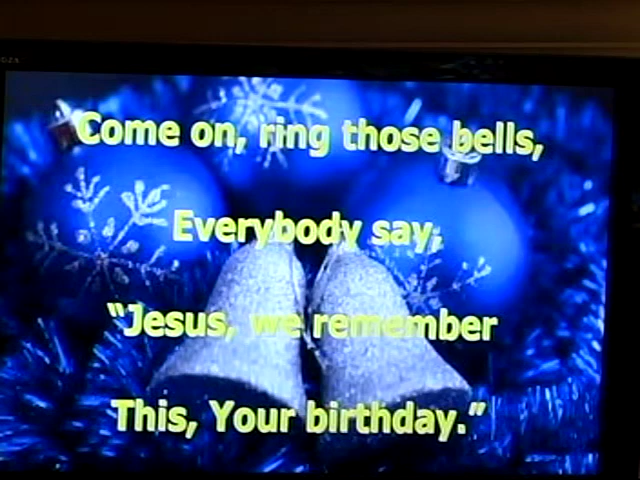 Come on, ring those bells,
Everybody say,
“Jesus, we remember
This, Your birthday.”